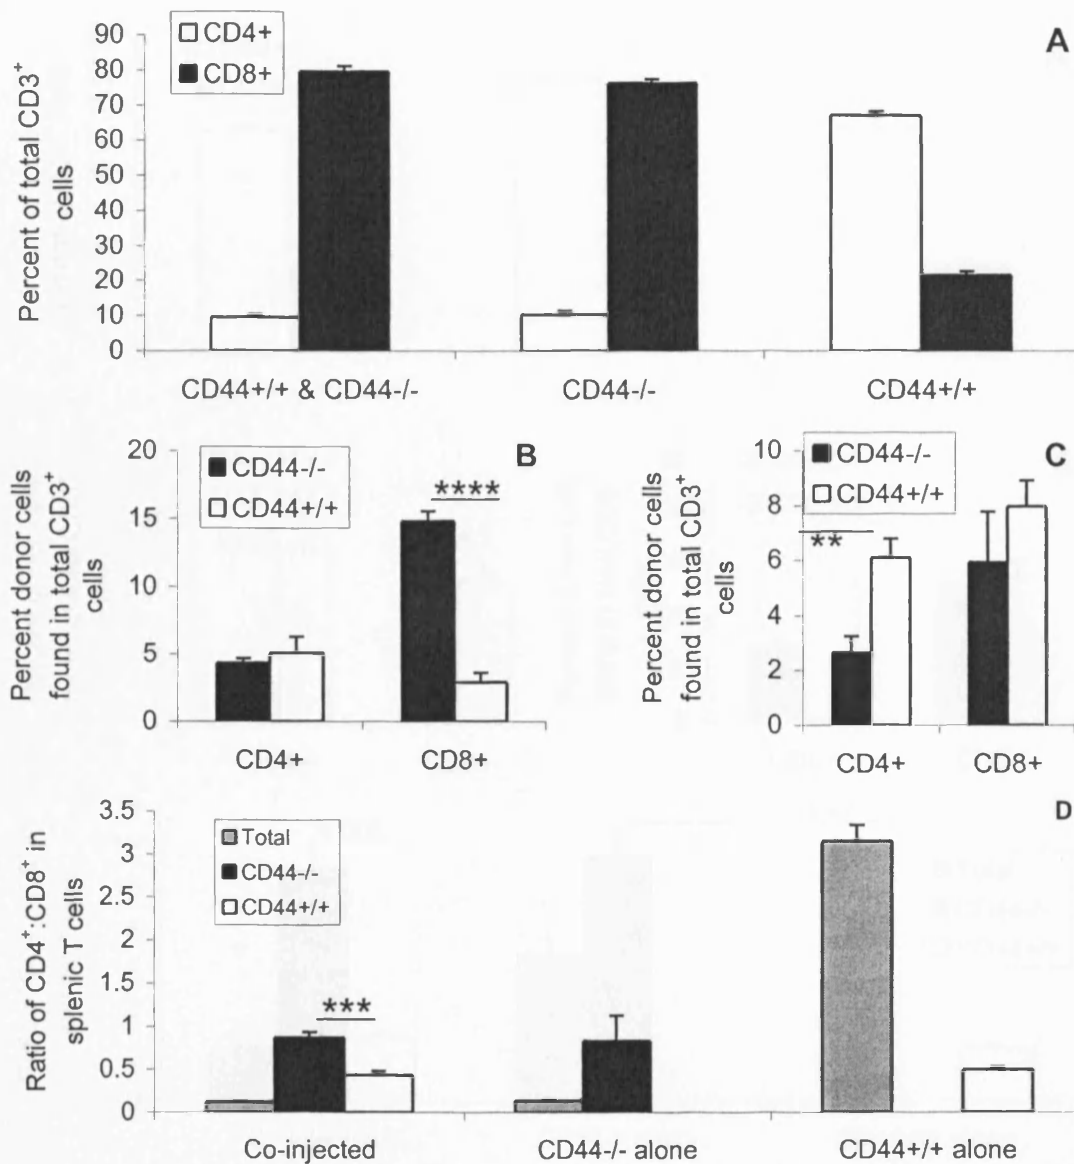 A
CD4+
CD8+
Percent of total CD3+
cells
90
80
70
60
50
40
30
20
10
0
CD44+/+ & CD44-/-
CD44-/-
CD44+/+
B
CD44-/-
CD44+/+
****
Percent donor cells
found in total CD3+
cells
20
15
10
5
0
CD4+
CD8+
C
CD44-/-
CD44+/+
**
Percent donor cells
found in total CD3+
cells
10
8
6
4
2
0
CD4+
CD8+
D
Total
CD44-/-
CD44+/+
***
Ratio of CD4+:CD8+ in
splenic T cells
3.5
3
2.5
2
1.5
1
0.5
0
Co-injected
CD44-/- alone
CD44+/+ alone